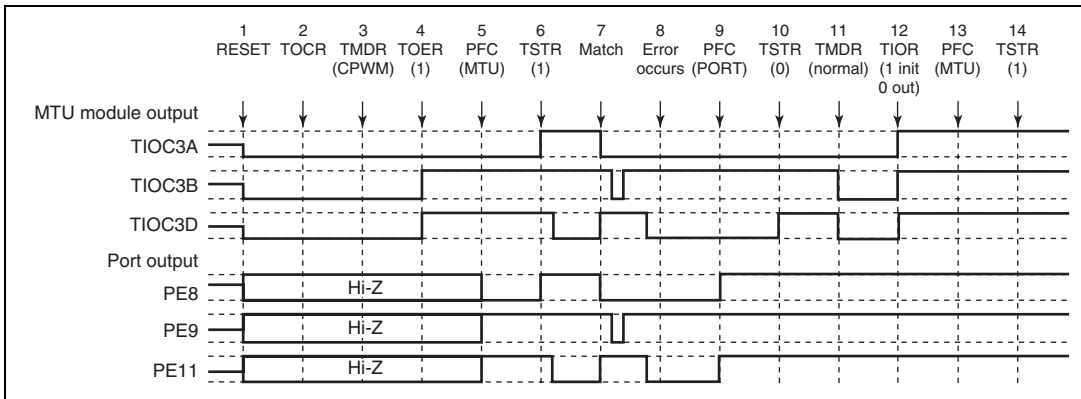 1 2 3 4 5 6 7 8 9 10 11 12 13 14
RESET TOCR TMDR TOER PFC TSTR Match Error PFC TSTR TMDR TIOR PFC TSTR
(CPWM) (1) (MTU) (1) occurs (PORT) (0) (normal) (1 init (MTU) (1)
0 out)
MTU module output
TIOC3A
TIOC3B
TIOC3D
Port output
PE8 Hi-Z
PE9 Hi-Z
PE11 Hi-Z